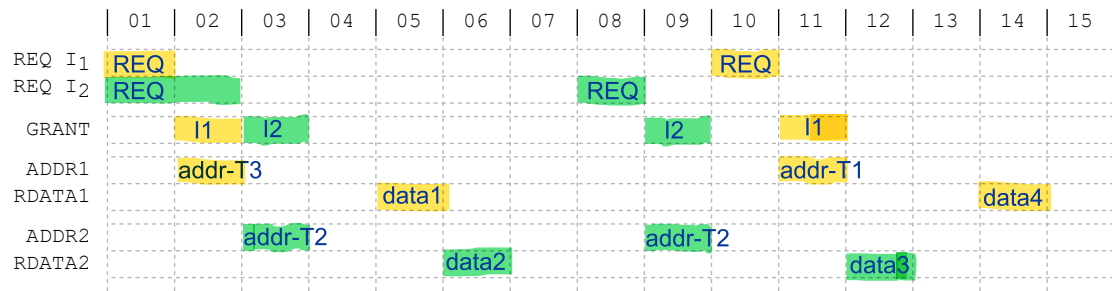 01 02 03 04 05 06 07 08 09 10 11 12 13 14 15
REQ I1 REQ REQ
REQ I2 REQ REQ
GRANT I1 I2 I2 I1
ADDR1 addr-T3 addr-T1
RDATA1 data1 data4
ADDR2 addr-T2 addr-T2
RDATA2 data2 data3